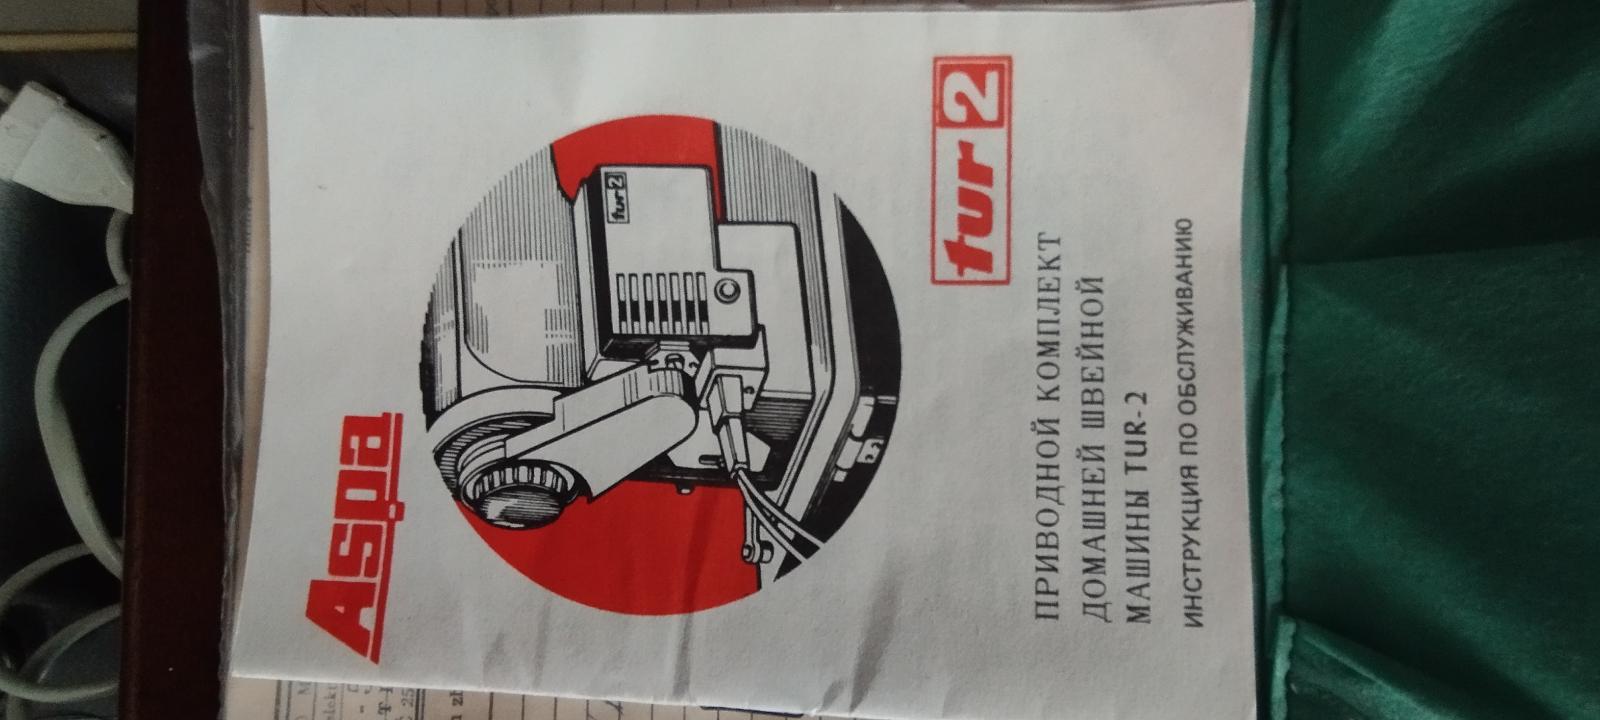 Aspa
tur 2
tur 2
ПРИВОДНОЙ КОМПЛЕКТ
ДОМАШНЕЙ ШВЕЙНОЙ
МАШИНЫ TUR-2
ИНСТРУКЦИЯ ПО ОБСЛУЖИВАНИЮ